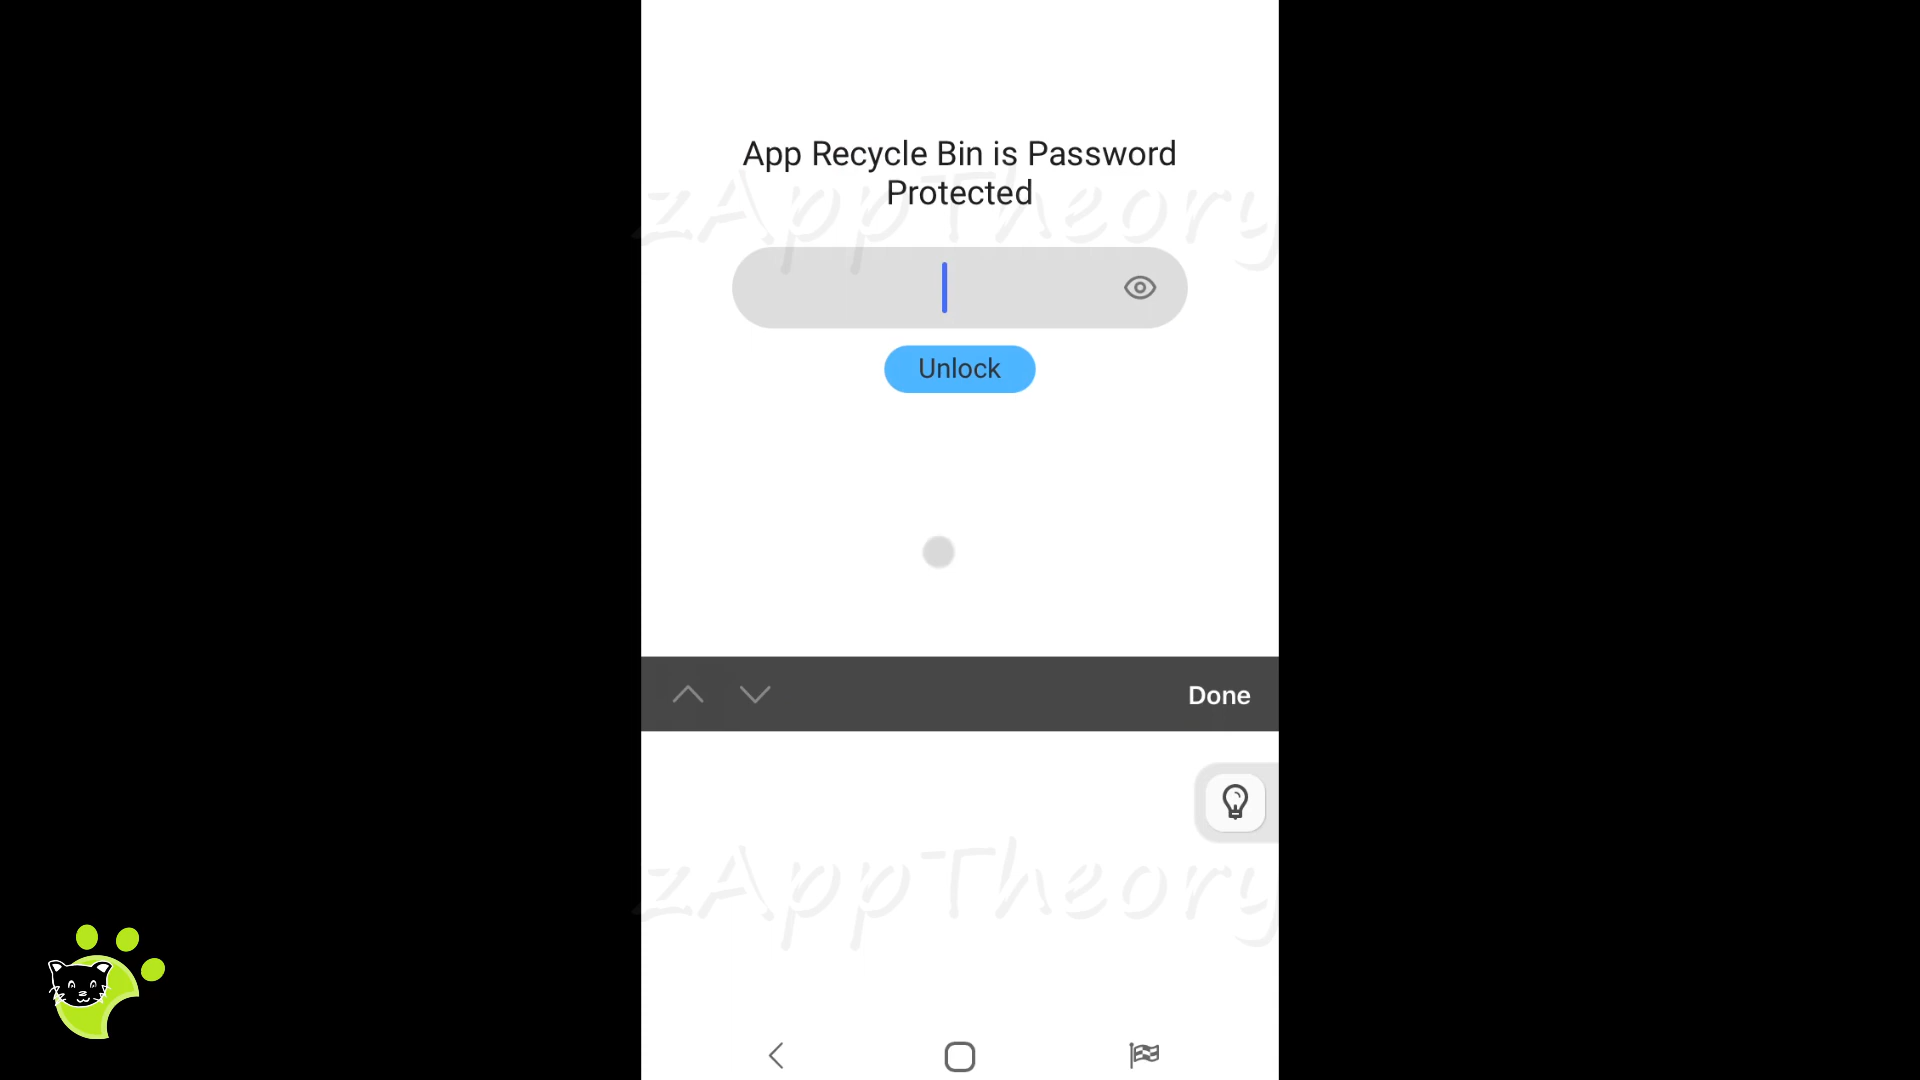 App Recycle Bin is Password
Protected
zAppTheory
Unlock
Done
zAppTheory